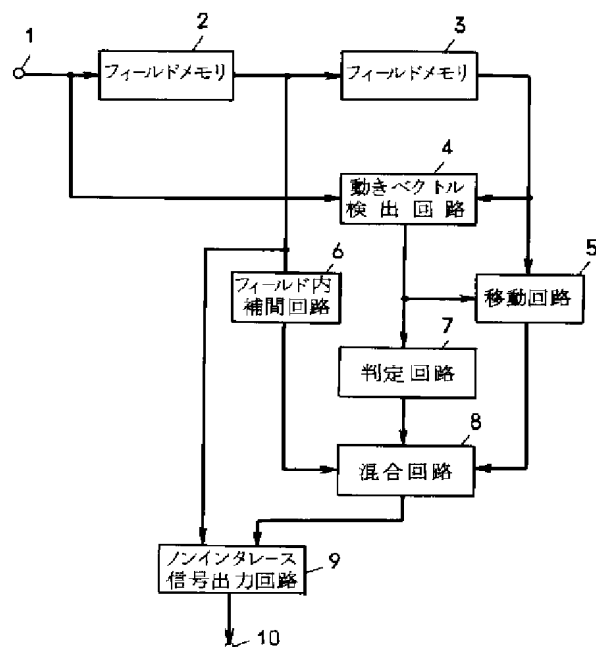 1
2
フィールドメモリ
3
フィールドメモリ
4
動きベクトル
検出回路
5
移動回路
6
フィールド内
補間回路
7
判定回路
8
混合回路
9
ノンインタレース
信号出力回路
10